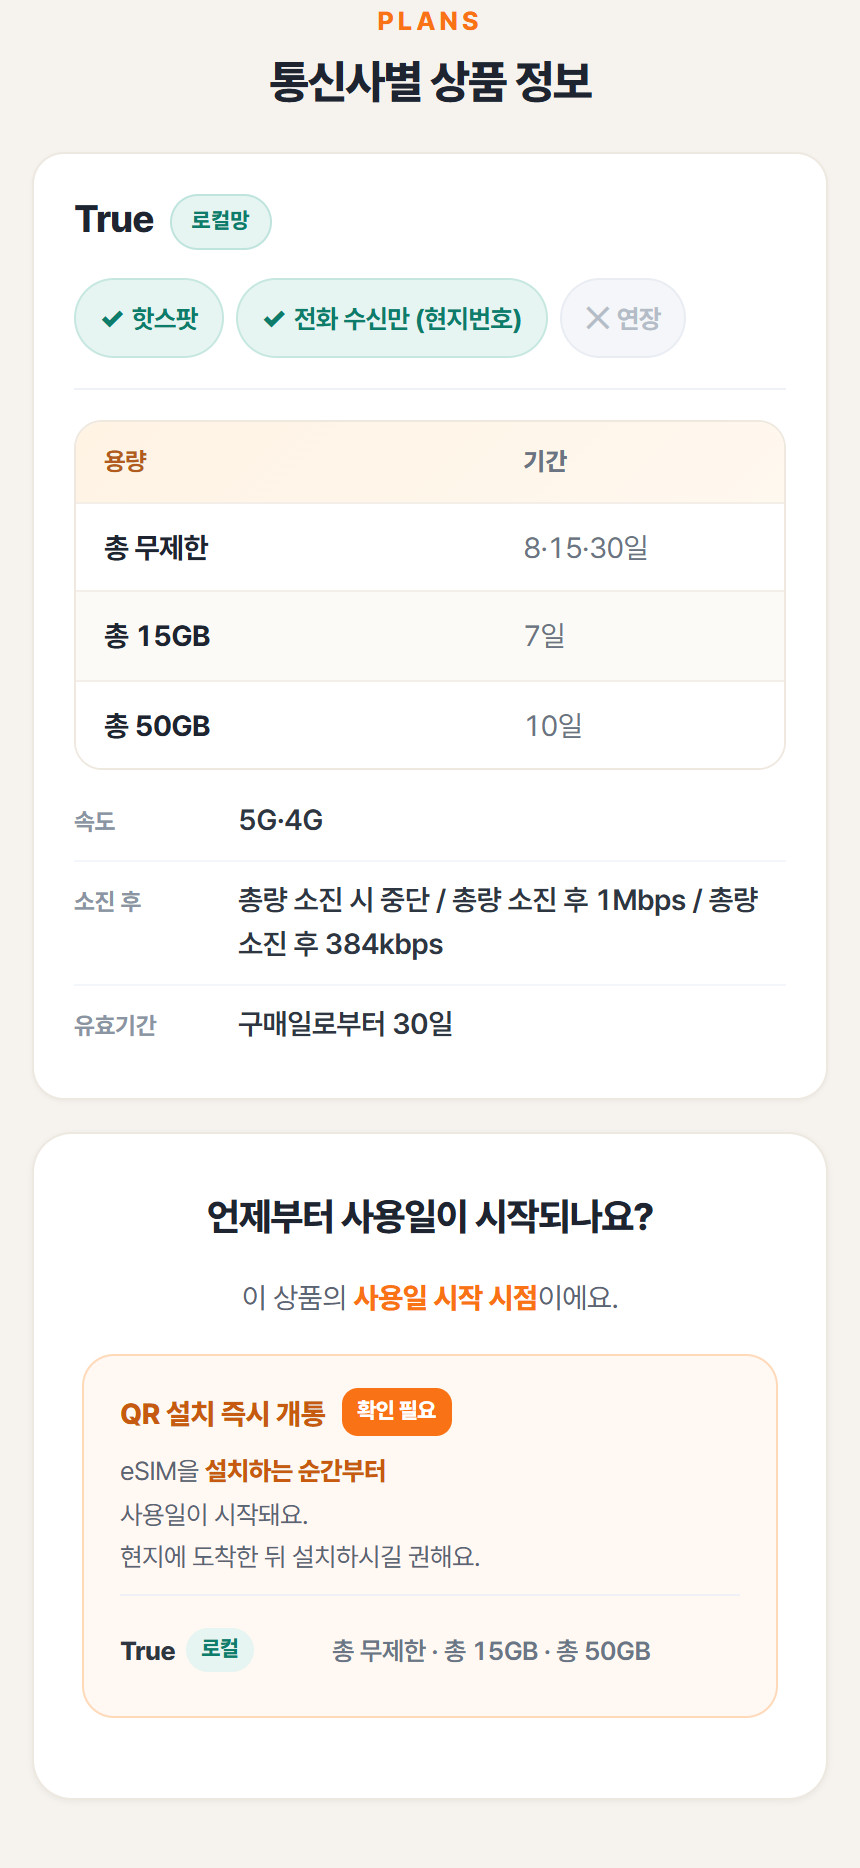 PLANS
통신사별 상품 정보
True 로컬망
✓ 핫스팟 ✓ 전화 수신만 (현지번호) ✕ 연장
용량 기간
총 무제한 8·15·30일
총 15GB 7일
총 50GB 10일
속도 5G·4G
소진 후 총량 소진 시 중단 / 총량 소진 후 1Mbps / 총량
소진 후 384kbps
유효기간 구매일로부터 30일
언제부터 사용일이 시작되나요?
이 상품의 사용일 시작 시점이에요.
QR 설치 즉시 개통 확인 필요
eSIM을 설치하는 순간부터
사용일이 시작돼요.
현지에 도착한 뒤 설치하시길 권해요.
True 로컬 총 무제한 · 총 15GB · 총 50GB